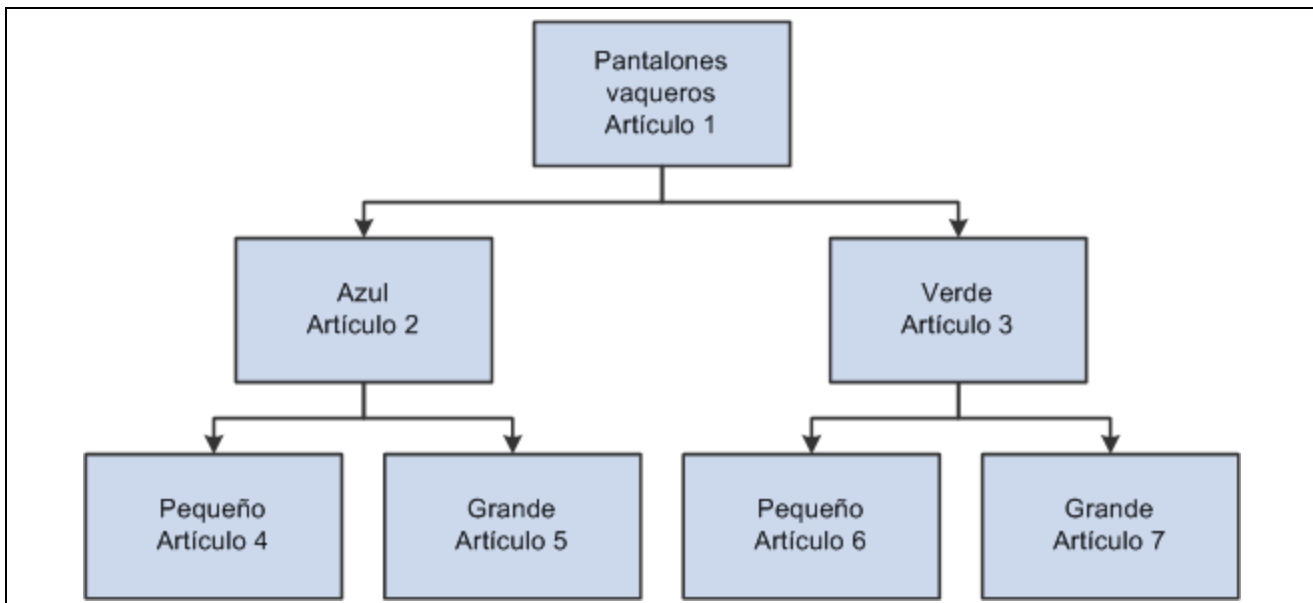 Pantalones
vaqueros
Artículo 1
Azul
Artículo 2
Verde
Artículo 3
Pequeño
Artículo 4
Grande
Artículo 5
Pequeño
Artículo 6
Grande
Artículo 7